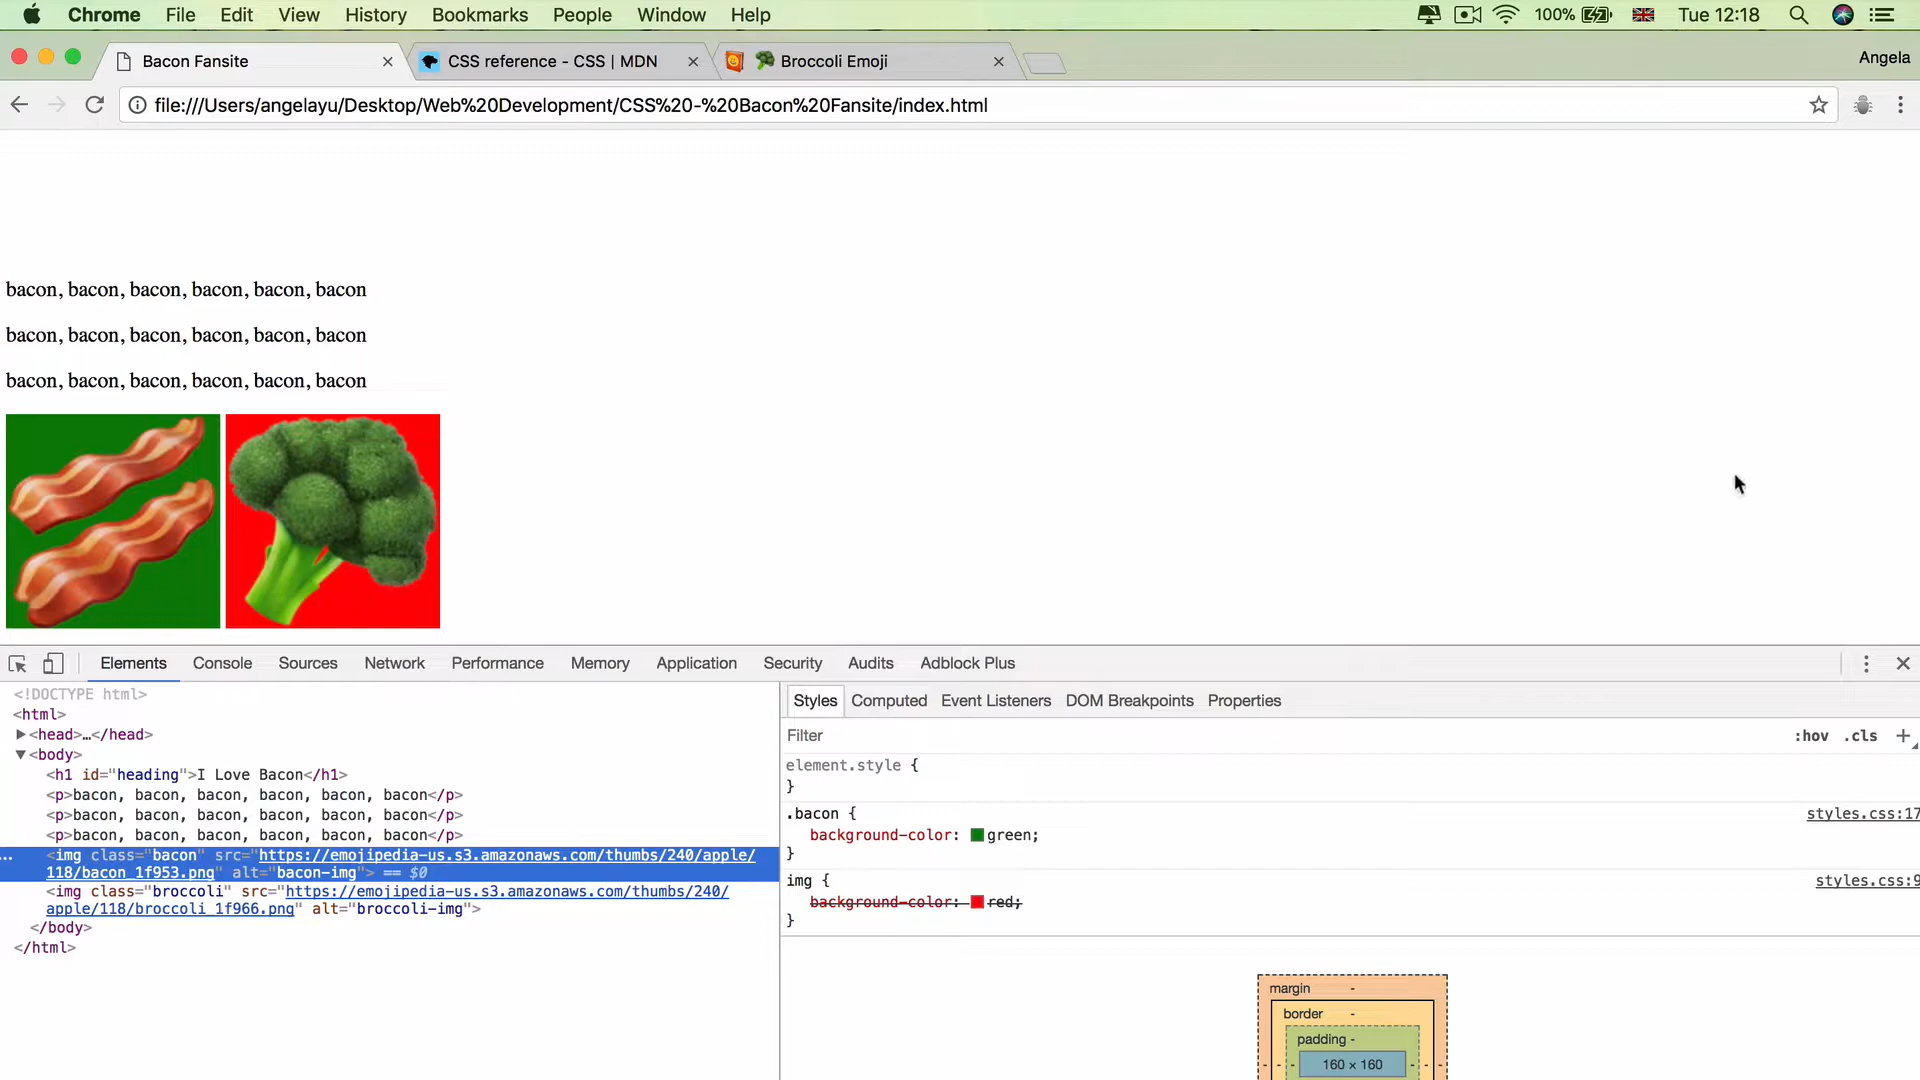 Chrome File Edit View History Bookmarks People Window Help 100% Tue 12:18
Bacon Fansite CSS reference - CSS | MDN Broccoli Emoji Angela
file:///Users/angelayu/Desktop/Web%20Development/CSS%20-%20Bacon%20Fansite/index.html
bacon, bacon, bacon, bacon, bacon, bacon
bacon, bacon, bacon, bacon, bacon, bacon
bacon, bacon, bacon, bacon, bacon, bacon
Elements Console Sources Network Performance Memory Application Security Audits Adblock Plus
<!DOCTYPE html>
<html>
<head>…</head>
<body>
<h1 id="heading">I Love Bacon</h1>
<p>bacon, bacon, bacon, bacon, bacon, bacon</p>
<p>bacon, bacon, bacon, bacon, bacon, bacon</p>
<p>bacon, bacon, bacon, bacon, bacon, bacon</p>
… <img class="bacon" src="https://emojipedia-us.s3.amazonaws.com/thumbs/240/apple/
118/bacon_1f953.png" alt="bacon-img"> == $0
<img class="broccoli" src="https://emojipedia-us.s3.amazonaws.com/thumbs/240/
apple/118/broccoli_1f966.png" alt="broccoli-img">
</body>
</html>
Styles Computed Event Listeners DOM Breakpoints Properties
Filter :hov .cls +
element.style {
}
.bacon { styles.css:17
background-color: green;
}
img { styles.css:9
background-color: red;
}
margin -
border -
padding -
- - - 160 × 160 - - -